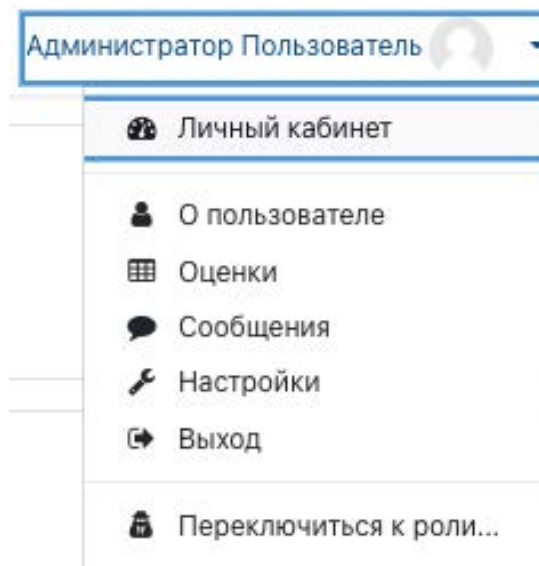 Администратор Пользователь
Личный кабинет
О пользователе
Оценки
Сообщения
Настройки
Выход
Переключиться к роли...